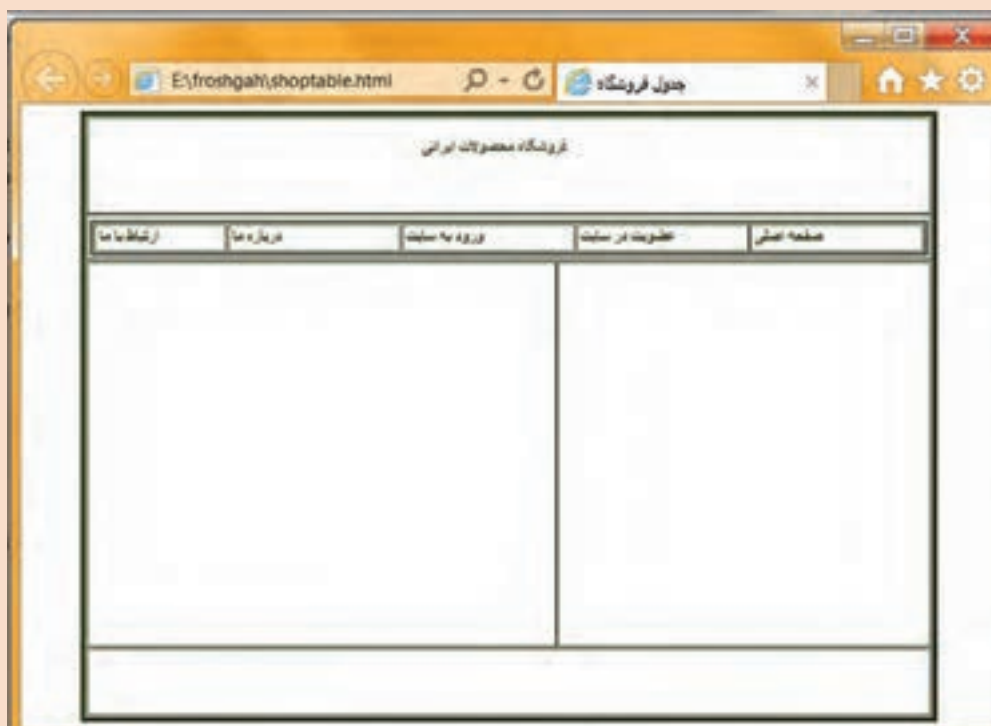 E:\froshgah\shoptable.html
جدول فروشگاه
فروشگاه محصولات ایرانی
صفحه اصلی
عضویت در سایت
ورود به سایت
درباره ما
ارتباط با ما